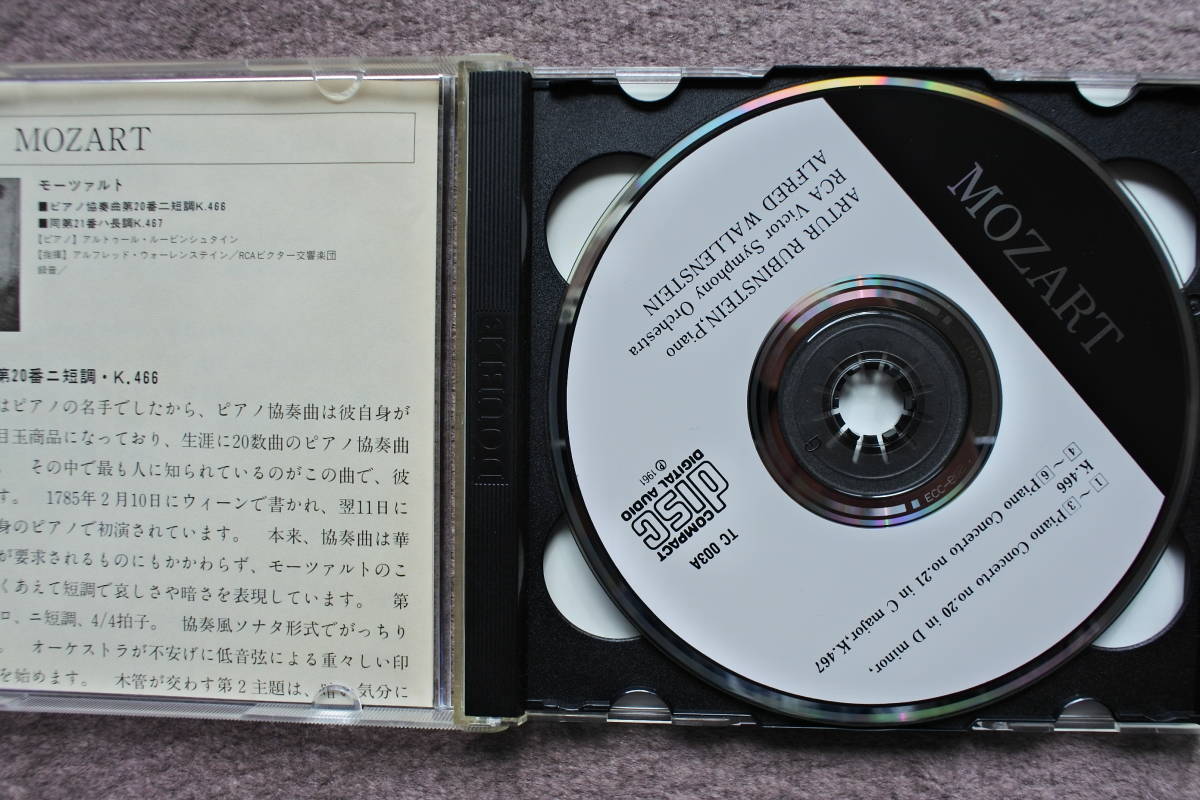 MOZART
モーツァルト
■ピアノ協奏曲第20番ニ短調K.466
■同第21番ハ長調K.467
【ピアノ】アルトゥール・ルービンシュタイン
【指揮】アルフレッド・ウォーレンステイン/RCAビクター交響楽団
録音/
第20番ニ短調・K.466
はピアノの名手でしたから、ピアノ協奏曲は彼自身が
目玉商品になっており、生涯に20数曲のピアノ協奏曲
。 その中で最も人に知られているのがこの曲で、彼
す。 1785年2月10日にウィーンで書かれ、翌11日に
身のピアノで初演されています。 本来、協奏曲は華
が要求されるものにもかかわらず、モーツァルトのこ
くあえて短調で哀しさや暗さを表現しています。 第
ロ、ニ短調、4/4拍子。 協奏風ソナタ形式でがっちり
。 オーケストラが不安げに低音弦による重々しい印
を始めます。 木管が交わす第2主題は、暗い気分に
DOUBLE
MOZART
ARTUR RUBINSTEIN,Piano
RCA Victor Symphony Orchestra
ALFRED WALLENSTEIN
1～3Piano Concerto no.20 in D minor,
K.466
4～6Piano Concerto no.21 in C major.K.467
COMPACT
disc
DIGITAL AUDIO
℗1961
TC 003A